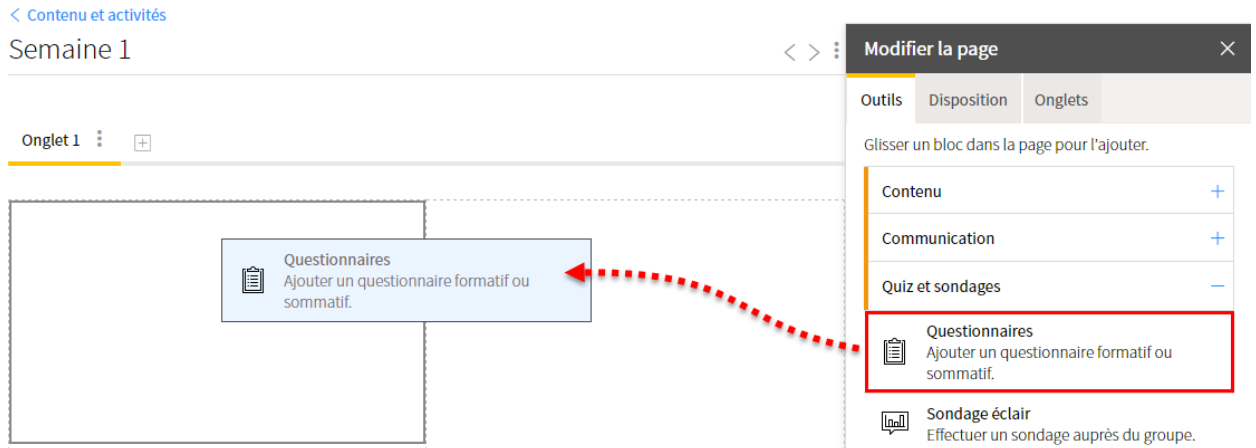 Contenu et activités
Semaine 1
Onglet 1
Questionnaires
Ajouter un questionnaire formatif ou
sommatif.
Modifier la page
Outils Disposition Onglets
Glisser un bloc dans la page pour l'ajouter.
Contenu
Communication
Quiz et sondages
Questionnaires
Ajouter un questionnaire formatif ou
sommatif.
Sondage éclair
Effectuer un sondage auprès du groupe.